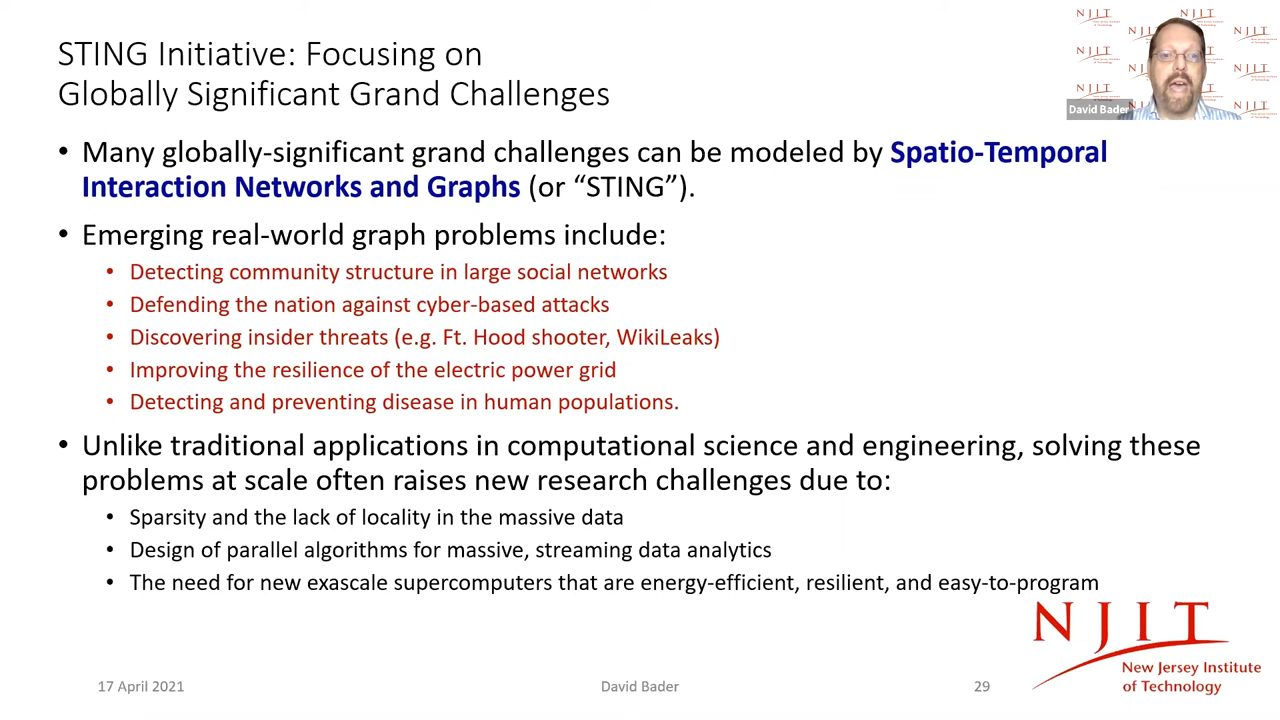 STING Initiative: Focusing on
Globally Significant Grand Challenges
NJIT
David Bader
• Many globally-significant grand challenges can be modeled by Spatio-Temporal
Interaction Networks and Graphs (or “STING”).
• Emerging real-world graph problems include:
• Detecting community structure in large social networks
• Defending the nation against cyber-based attacks
• Discovering insider threats (e.g. Ft. Hood shooter, WikiLeaks)
• Improving the resilience of the electric power grid
• Detecting and preventing disease in human populations.
• Unlike traditional applications in computational science and engineering, solving these
problems at scale often raises new research challenges due to:
• Sparsity and the lack of locality in the massive data
• Design of parallel algorithms for massive, streaming data analytics
• The need for new exascale supercomputers that are energy-efficient, resilient, and easy-to-program
NJIT
New Jersey Institute
of Technology
17 April 2021
David Bader
29